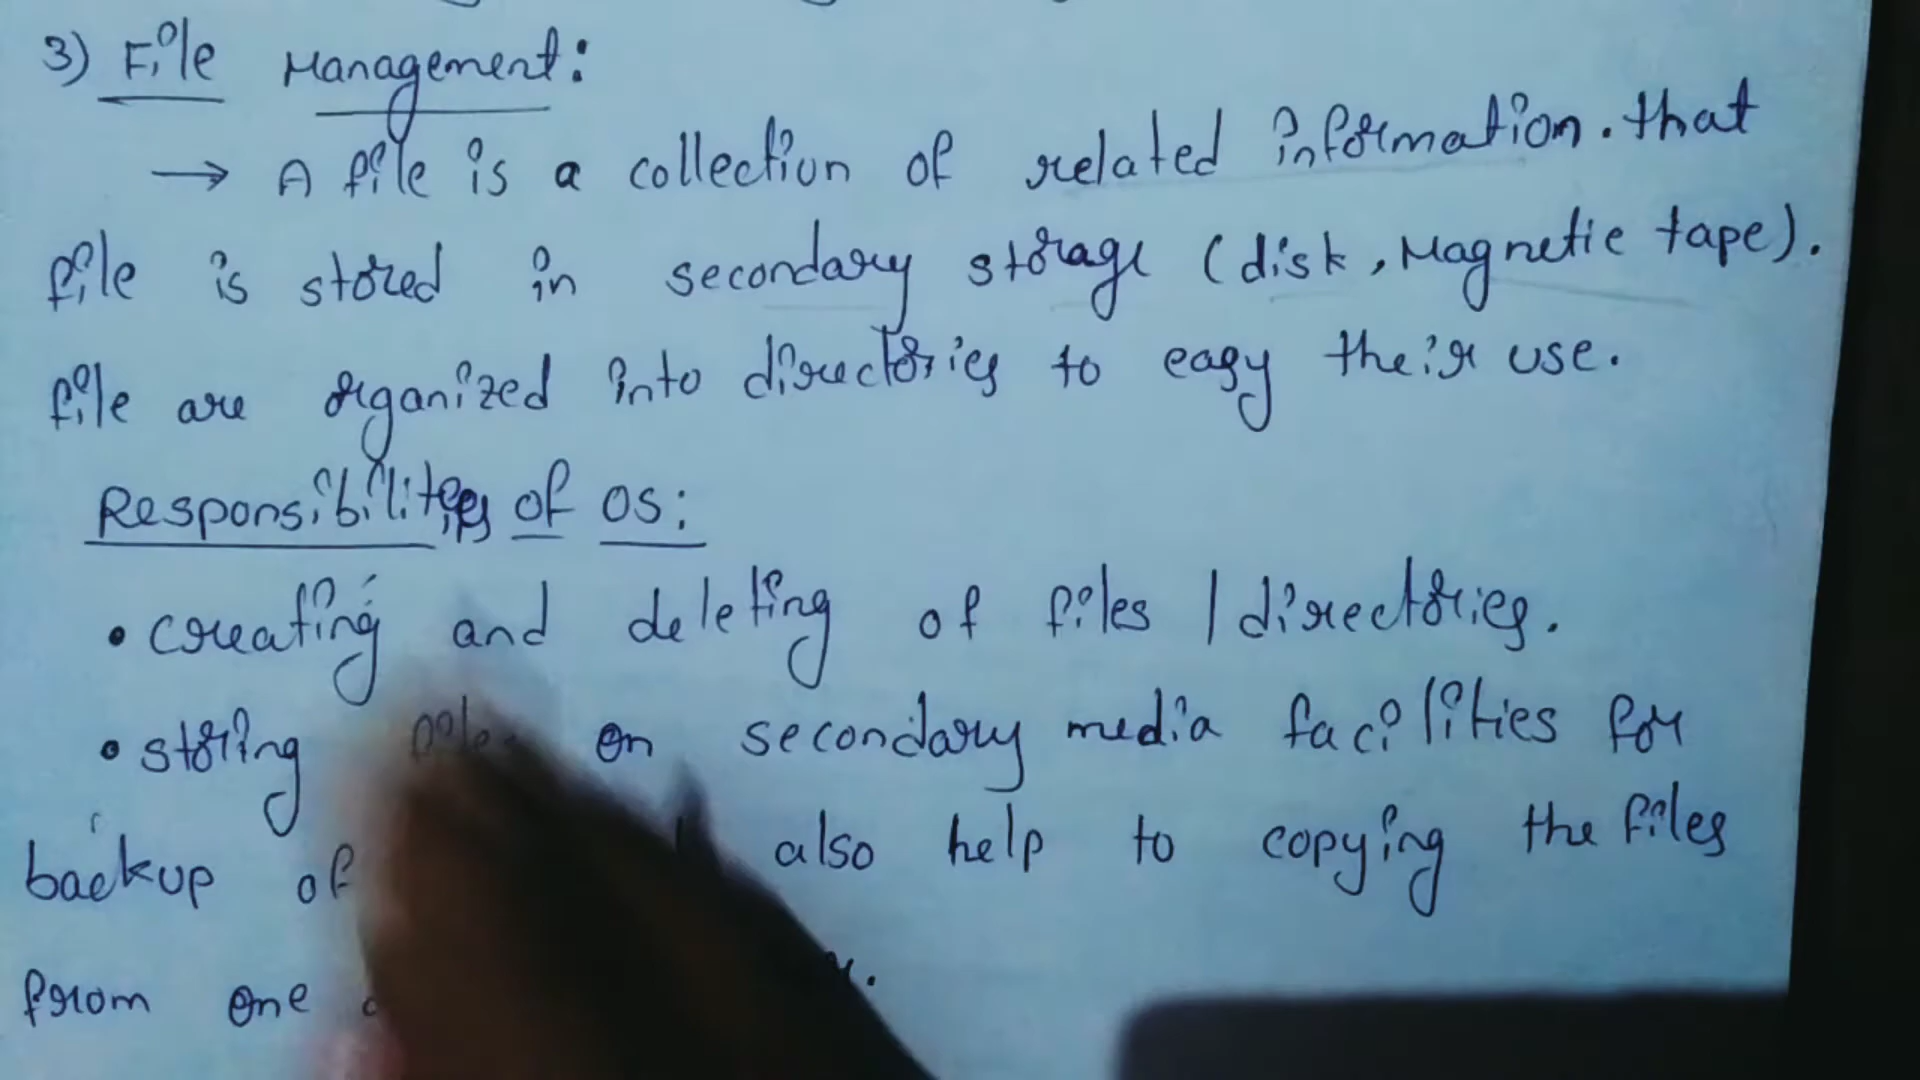 3) File Management:
→ A file is a collection of related information. that
file is stored in secondary storage (disk, Magnetic tape).
file are organized into directories to easy their use.
Responsibilities of OS:
• creating and deleting of files / directories.
• storing files on secondary media facilities for
backup of also help to copying the files
from one